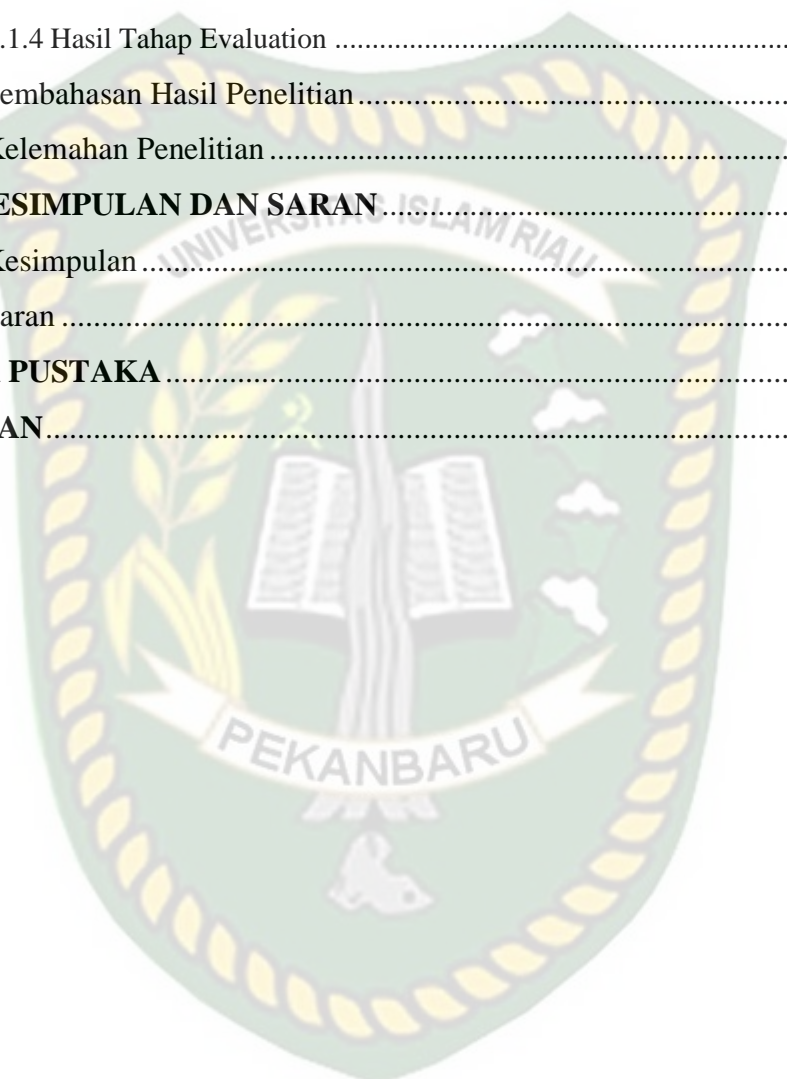 .1.4 Hasil Tahap Evaluation ................................................................
embahasan Hasil Penelitian ................................................................
Kelemahan Penelitian ................................................................
ESIMPULAN DAN SARAN ................................................................
UNIVERSITAS ISLAM RIAU
Kesimpulan ................................................................
aran ................................................................
PUSTAKA ................................................................
AN ................................................................
PEKANBARU